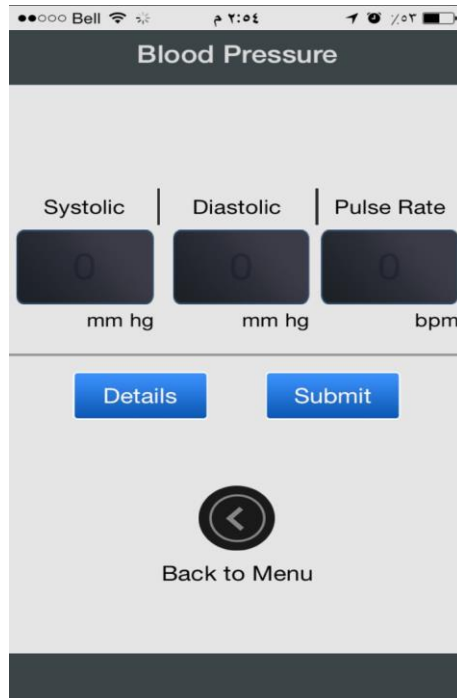 Bell ٢:٥٤ م ٪٥٣
Blood Pressure
Systolic Diastolic Pulse Rate
0 0 0
mm hg mm hg bpm
Details Submit
Back to Menu